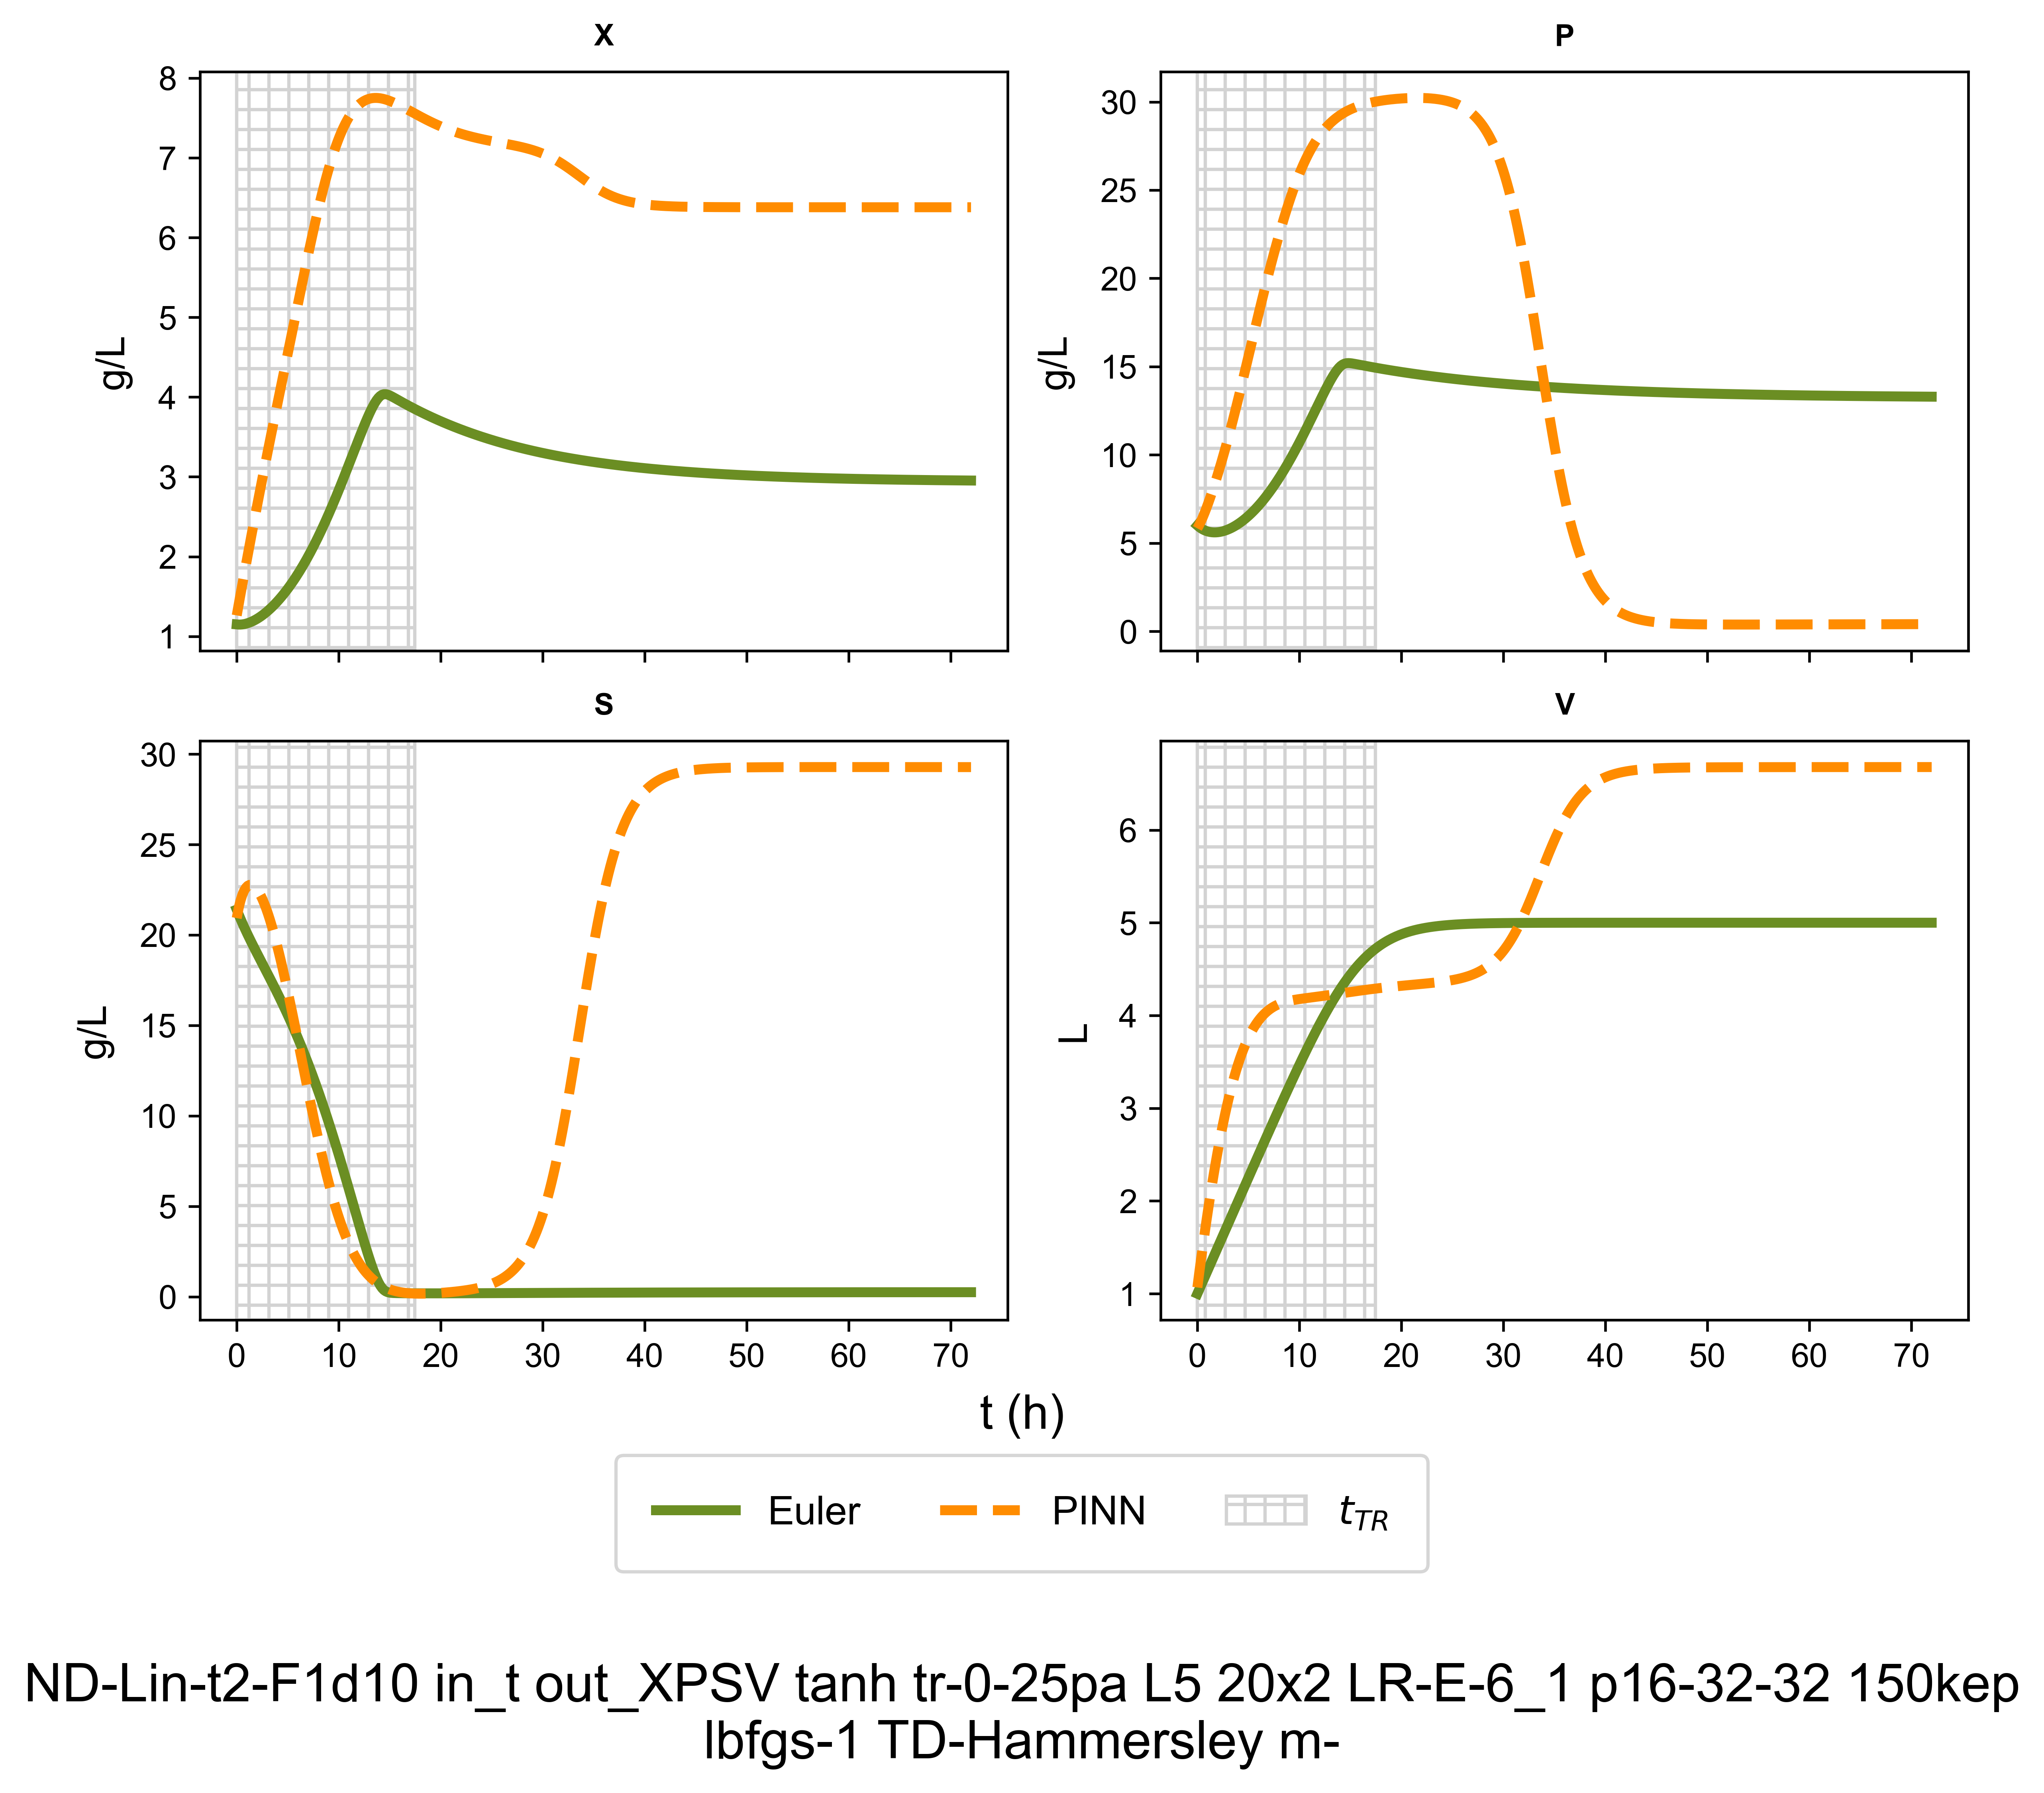 X
8
7
6
5
4
3
2
1
g/L
P
30
25
20
15
10
5
0
g/L
S
30
25
20
15
10
5
0
g/L
0 10 20 30 40 50 60 70
V
6
5
4
3
2
1
L
0 10 20 30 40 50 60 70
t (h)
Euler PINN t_TR
ND-Lin-t2-F1d10 in_t out_XPSV tanh tr-0-25pa L5 20x2 LR-E-6_1 p16-32-32 150kep
lbfgs-1 TD-Hammersley m-